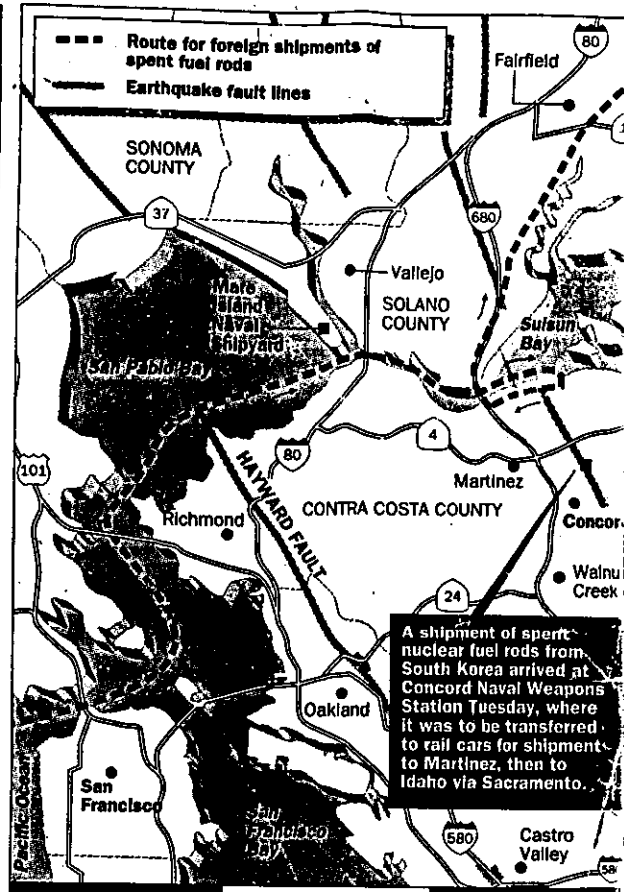 Route for foreign shipments of
spent fuel rods
Earthquake fault lines
80
Fairfield
SONOMA
COUNTY
37
680
Vallejo
Mare
Island
Naval
Shipyard
SOLANO
COUNTY
Suisun
Bay
San Pablo Bay
101
80
4
Martinez
HAYWARD FAULT
Richmond
CONTRA COSTA COUNTY
Concor
Walnu
Creek
24
A shipment of spent
nuclear fuel rods from
South Korea arrived at
Concord Naval Weapons
Station Tuesday, where
it was to be transferred
to rail cars for shipment
to Martinez, then to
Idaho via Sacramento.
Oakland
San
Francisco
Pacific Ocean
San
Francisco
Bay
580
Castro
Valley
58